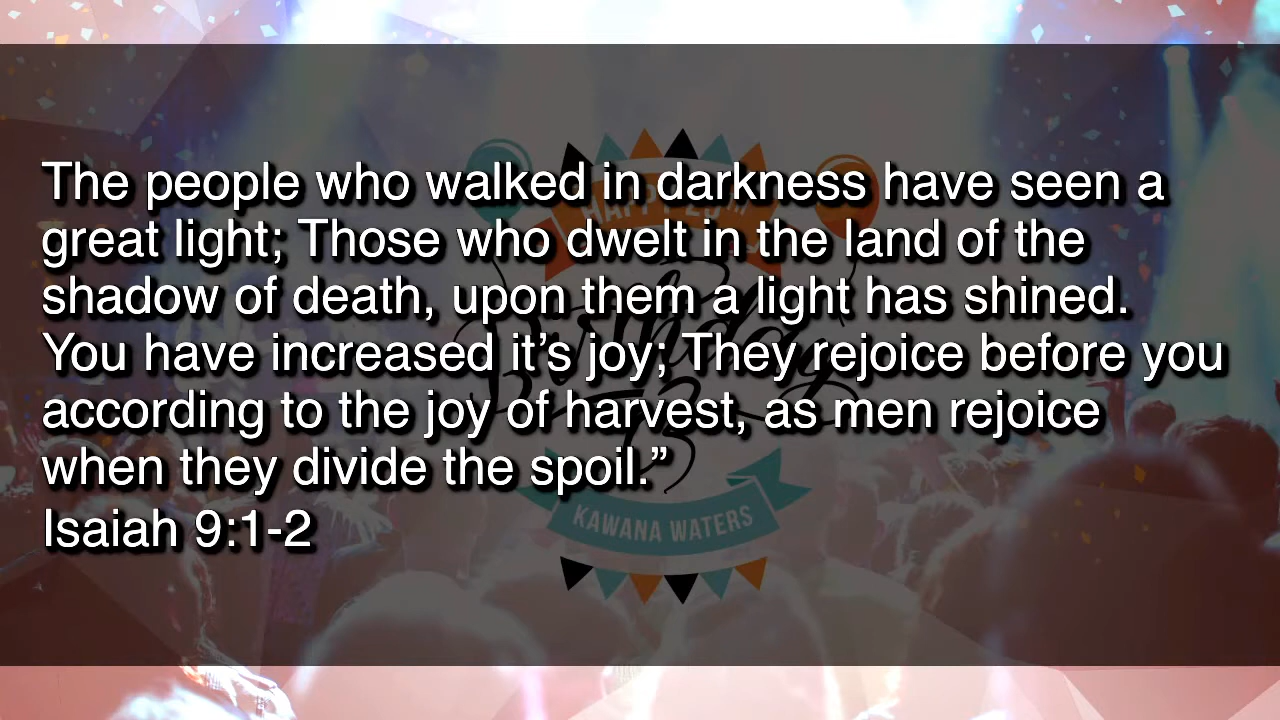 The people who walked in darkness have seen a
great light; Those who dwelt in the land of the
shadow of death, upon them a light has shined.
You have increased it’s joy; They rejoice before you
according to the joy of harvest, as men rejoice
when they divide the spoil.”
Isaiah 9:1-2
Birthday
KAWANA WATERS